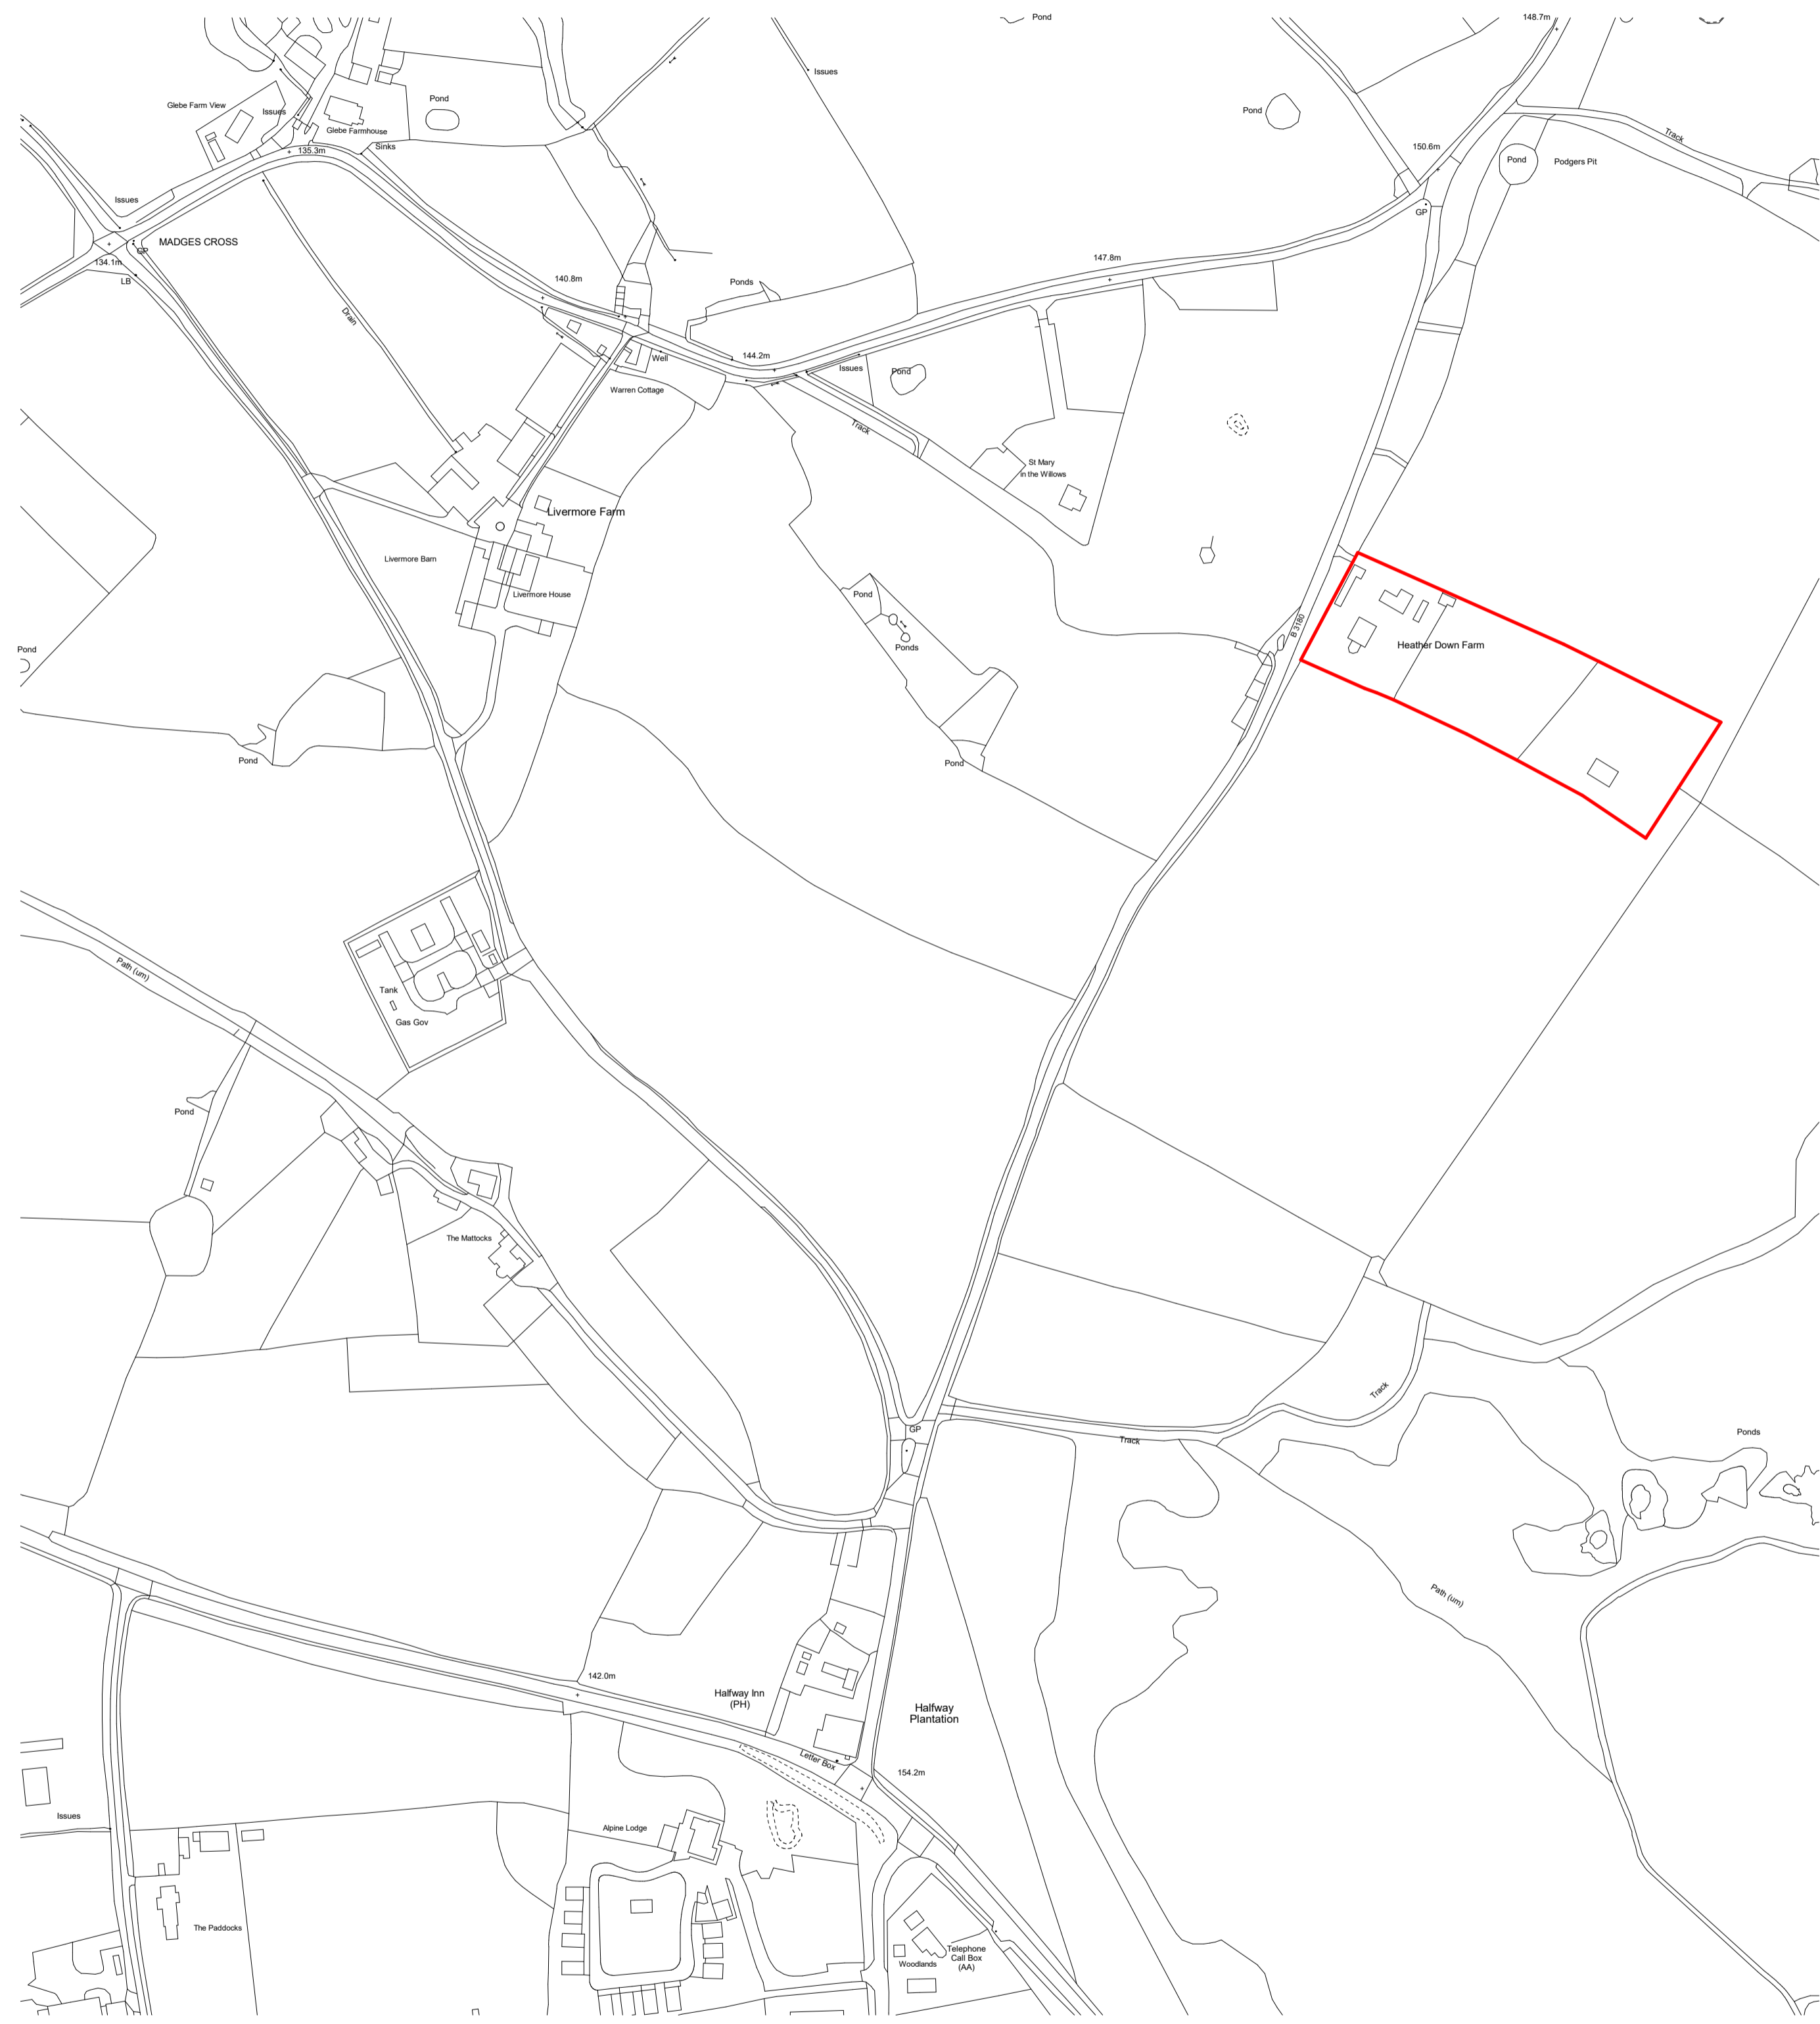 Pond
148.7m
Issues
Glebe Farm View
Issues
Pond
Glebe Farmhouse
Pond
150.6m
Track
Pond
Podgers Pit
135.3m
Sinks
Issues
GP
MADGES CROSS
GP
134.1m
LB
147.8m
140.8m
Ponds
Drain
144.2m
Well
Issues
Pond
Warren Cottage
Track
St Mary
in the Willows
Livermore Farm
Livermore Barn
Livermore House
Pond
B 3180
Heather Down Farm
Pond
Ponds
Pond
Pond
Path (um)
Tank
Gas Gov
Pond
The Mattocks
Track
GP
Track
Ponds
Path (um)
142.0m
Halfway Inn
(PH)
Halfway
Plantation
Letter Box
154.2m
Issues
Alpine Lodge
The Paddocks
Telephone
Call Box
(AA)
Woodlands